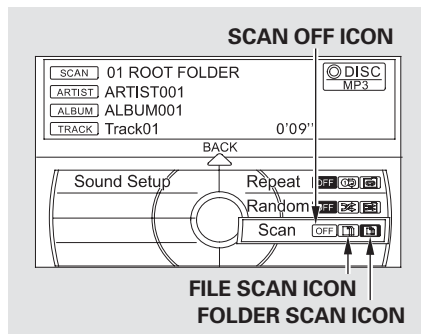 SCAN OFF ICON
SCAN 01 ROOT FOLDER
DISC
MP3
ARTIST ARTIST001
ALBUM ALBUM001
TRACK Track01 0'09"
BACK
Sound Setup
Repeat OFF
Random OFF
Scan OFF
FILE SCAN ICON
FOLDER SCAN ICON